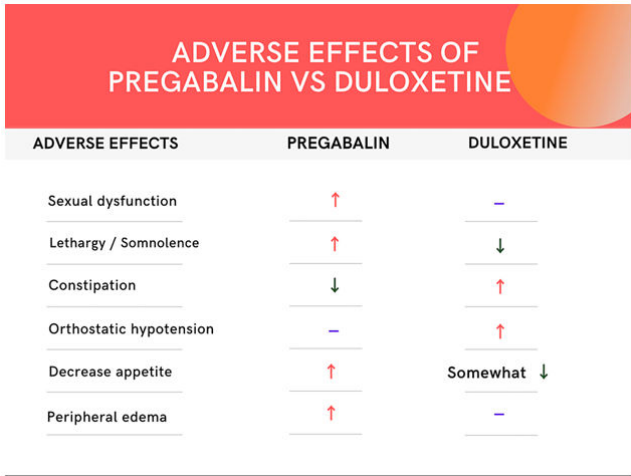 ADVERSE EFFECTS OF
PREGABALIN VS DULOXETINE
ADVERSE EFFECTS PREGABALIN DULOXETINE
Sexual dysfunction ↑ –
Lethargy / Somnolence ↑ ↓
Constipation ↓ ↑
Orthostatic hypotension – ↑
Decrease appetite ↑ Somewhat ↓
Peripheral edema ↑ –